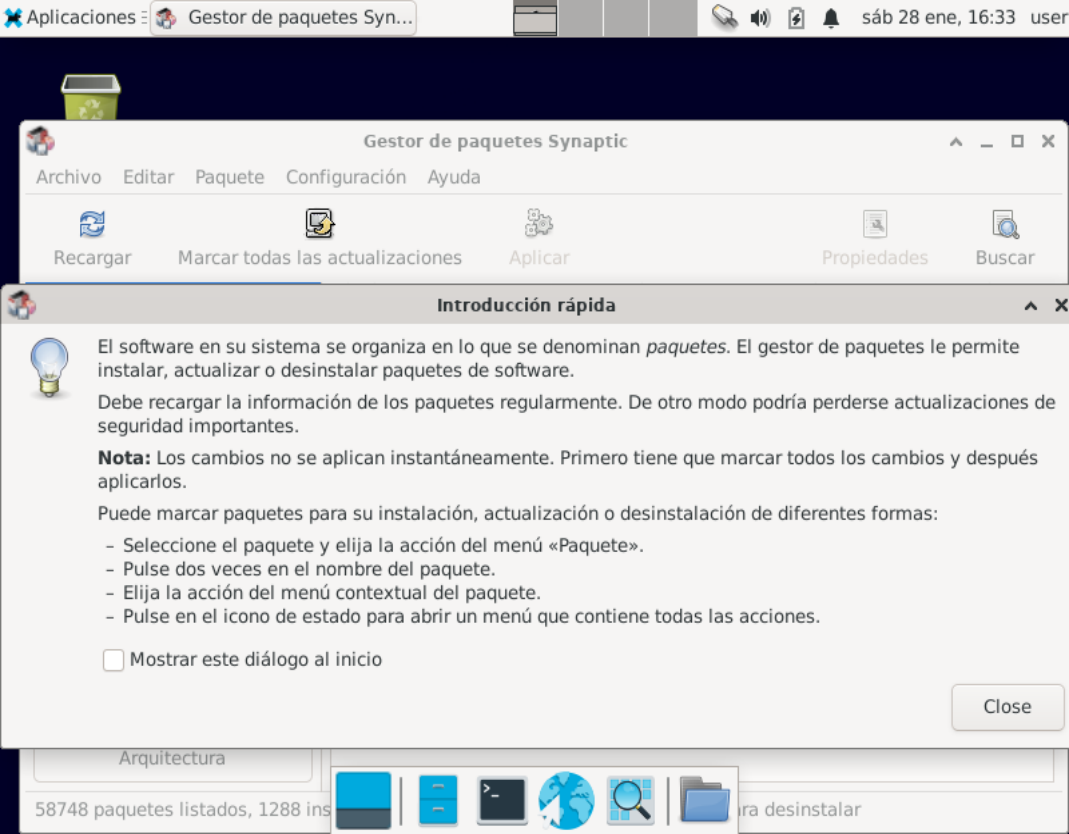 Aplicaciones
Gestor de paquetes Syn...
sáb 28 ene, 16:33
user
Gestor de paquetes Synaptic
Archivo Editar Paquete Configuración Ayuda
Recargar Marcar todas las actualizaciones Aplicar Propiedades Buscar
Introducción rápida
El software en su sistema se organiza en lo que se denominan paquetes. El gestor de paquetes le permite
instalar, actualizar o desinstalar paquetes de software.
Debe recargar la información de los paquetes regularmente. De otro modo podría perderse actualizaciones de
seguridad importantes.
Nota: Los cambios no se aplican instantáneamente. Primero tiene que marcar todos los cambios y después
aplicarlos.
Puede marcar paquetes para su instalación, actualización o desinstalación de diferentes formas:
– Seleccione el paquete y elija la acción del menú «Paquete».
– Pulse dos veces en el nombre del paquete.
– Elija la acción del menú contextual del paquete.
– Pulse en el icono de estado para abrir un menú que contiene todas las acciones.
Mostrar este diálogo al inicio
Close
Arquitectura
58748 paquetes listados, 1288 ins
desinstalar